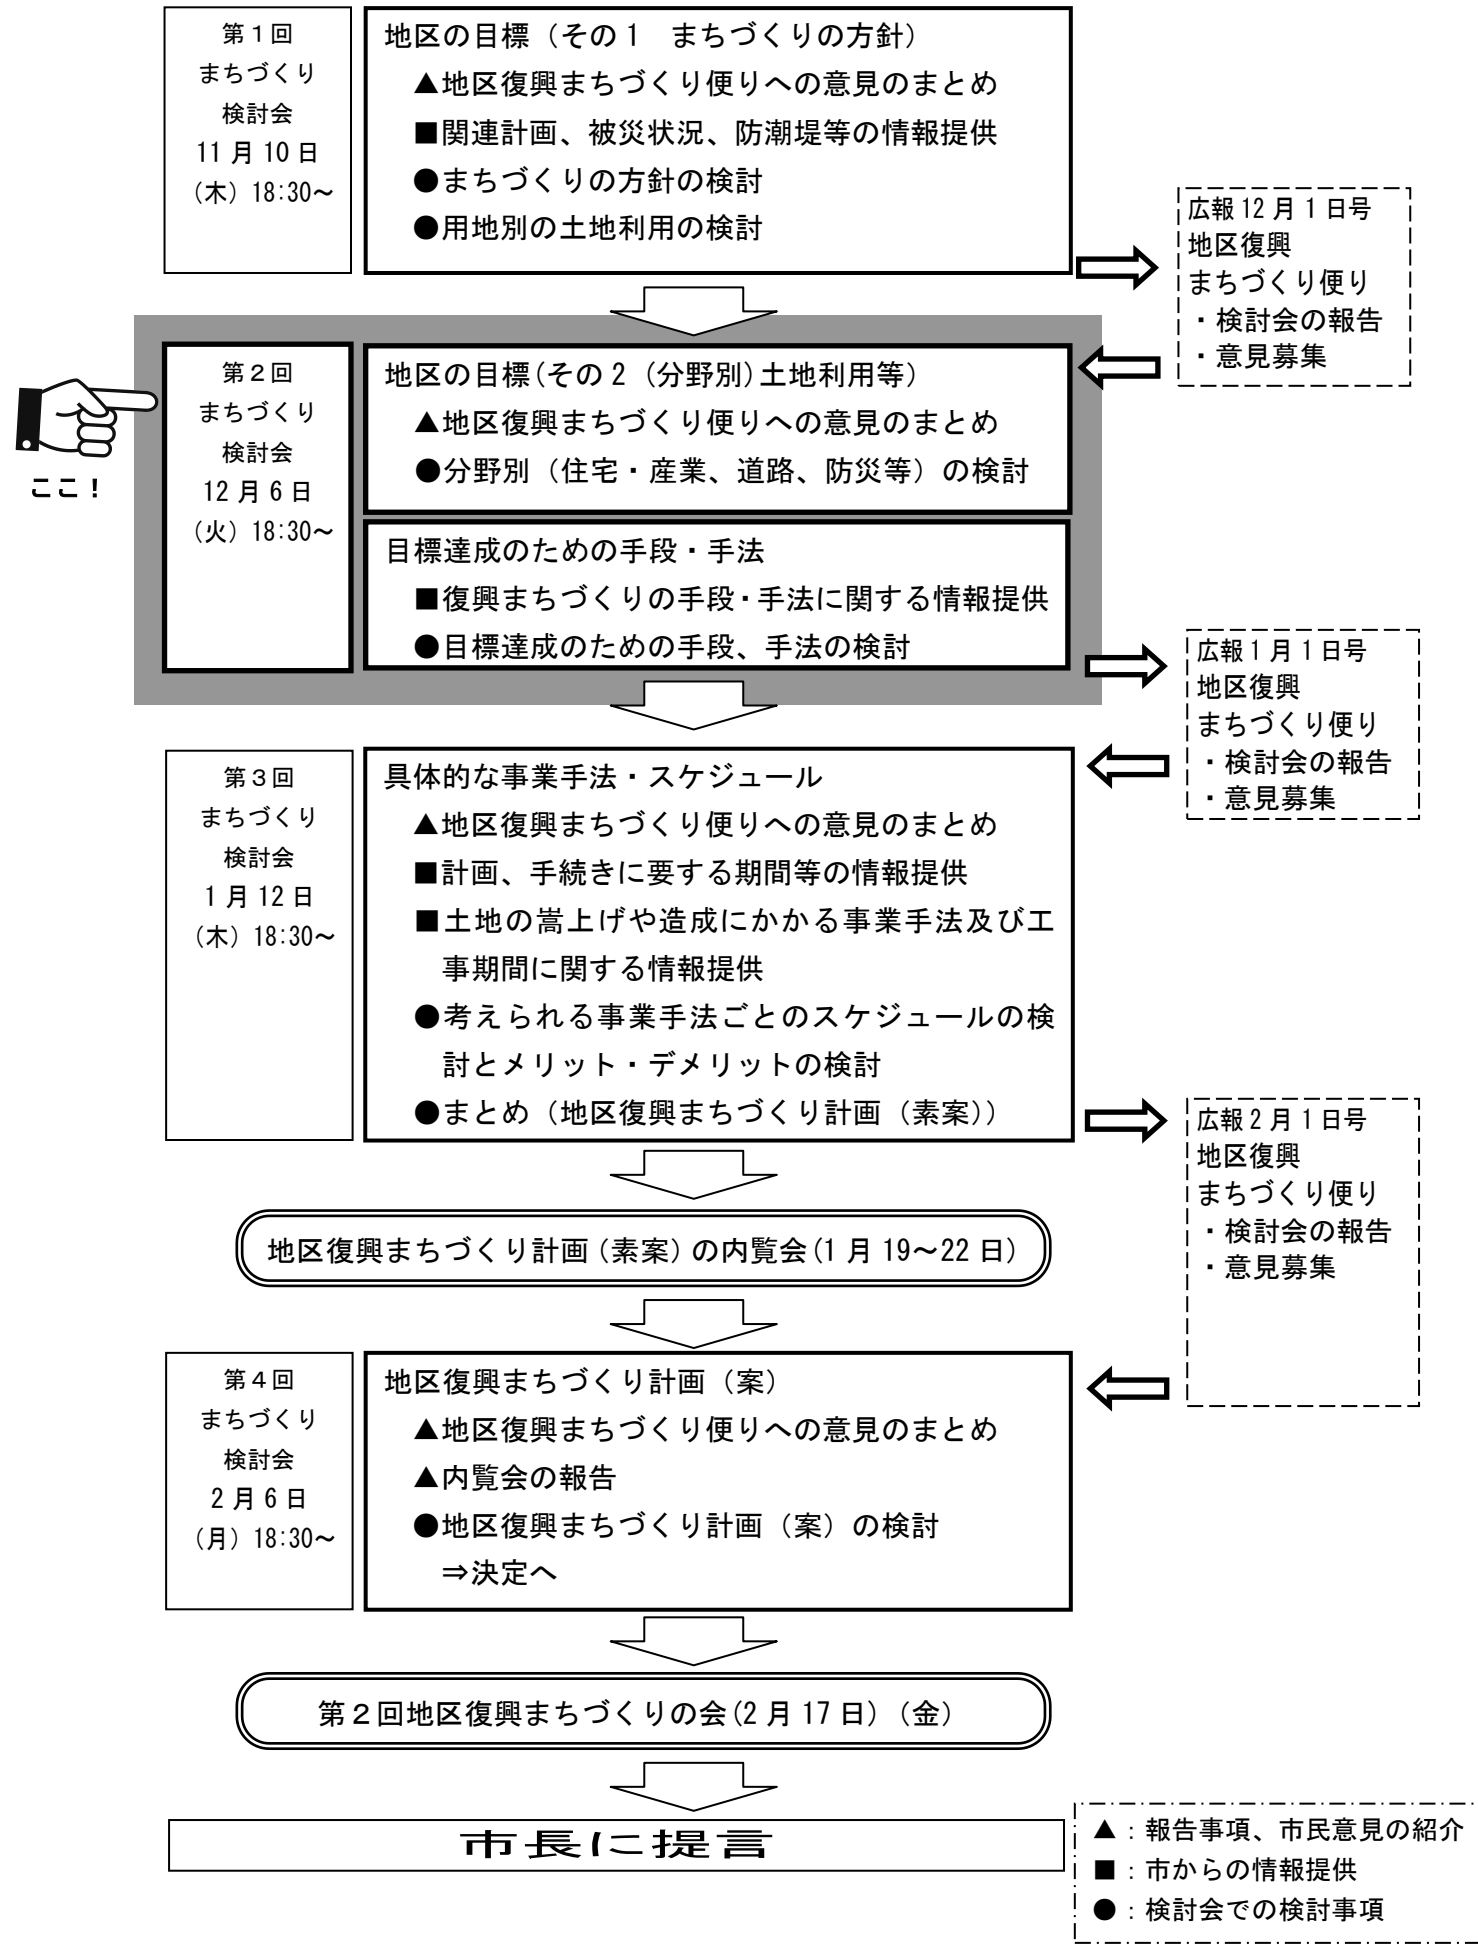 第１回
まちづくり
検討会
11月10日
（木）18:30～
地区の目標（その1　まちづくりの方針）
▲地区復興まちづくり便りへの意見のまとめ
■関連計画、被災状況、防潮堤等の情報提供
●まちづくりの方針の検討
●用地別の土地利用の検討
広報12月1日号
地区復興
まちづくり便り
・検討会の報告
・意見募集
ここ！
第２回
まちづくり
検討会
12月6日
（火）18:30～
地区の目標(その2（分野別)土地利用等）
▲地区復興まちづくり便りへの意見のまとめ
●分野別（住宅・産業、道路、防災等）の検討
目標達成のための手段・手法
■復興まちづくりの手段・手法に関する情報提供
●目標達成のための手段、手法の検討
広報1月1日号
地区復興
まちづくり便り
・検討会の報告
・意見募集
第３回
まちづくり
検討会
1月12日
（木）18:30～
具体的な事業手法・スケジュール
▲地区復興まちづくり便りへの意見のまとめ
■計画、手続きに要する期間等の情報提供
■土地の嵩上げや造成にかかる事業手法及び工
事期間に関する情報提供
●考えられる事業手法ごとのスケジュールの検
討とメリット・デメリットの検討
●まとめ（地区復興まちづくり計画（素案））
広報2月1日号
地区復興
まちづくり便り
・検討会の報告
・意見募集
地区復興まちづくり計画(素案)の内覧会(1月19～22日)
第４回
まちづくり
検討会
2月6日
（月）18:30～
地区復興まちづくり計画（案）
▲地区復興まちづくり便りへの意見のまとめ
▲内覧会の報告
●地区復興まちづくり計画（案）の検討
⇒決定へ
第２回地区復興まちづくりの会(2月17日)（金）
市長に提言
▲：報告事項、市民意見の紹介
■：市からの情報提供
●：検討会での検討事項